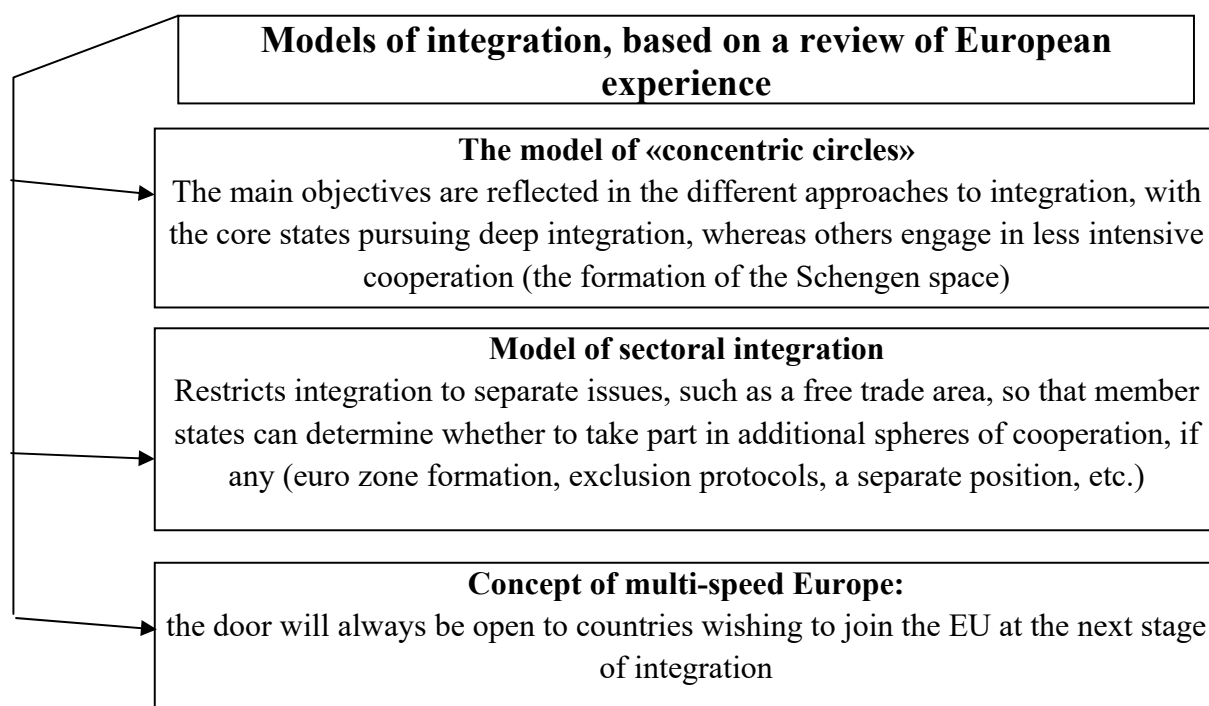 Models of integration, based on a review of European
experience
The model of «concentric circles»
The main objectives are reflected in the different approaches to integration, with
the core states pursuing deep integration, whereas others engage in less intensive
cooperation (the formation of the Schengen space)
Model of sectoral integration
Restricts integration to separate issues, such as a free trade area, so that member
states can determine whether to take part in additional spheres of cooperation, if
any (euro zone formation, exclusion protocols, a separate position, etc.)
Concept of multi-speed Europe:
the door will always be open to countries wishing to join the EU at the next stage
of integration